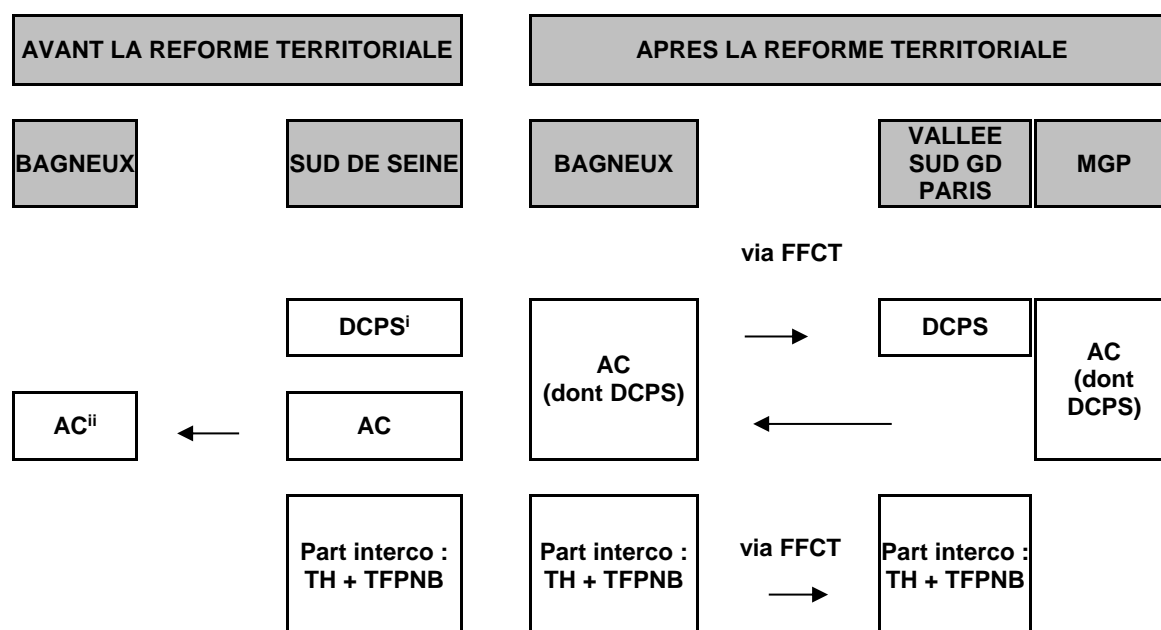 AVANT LA REFORME TERRITORIALE
APRES LA REFORME TERRITORIALE
BAGNEUX
SUD DE SEINE
BAGNEUX
VALLEE
SUD GD
PARIS
MGP
via FFCT
DCPSⁱ
AC
(dont DCPS)
DCPS
AC
(dont
DCPS)
ACⁱⁱ
AC
Part interco :
TH + TFPNB
Part interco :
TH + TFPNB
via FFCT
Part interco :
TH + TFPNB